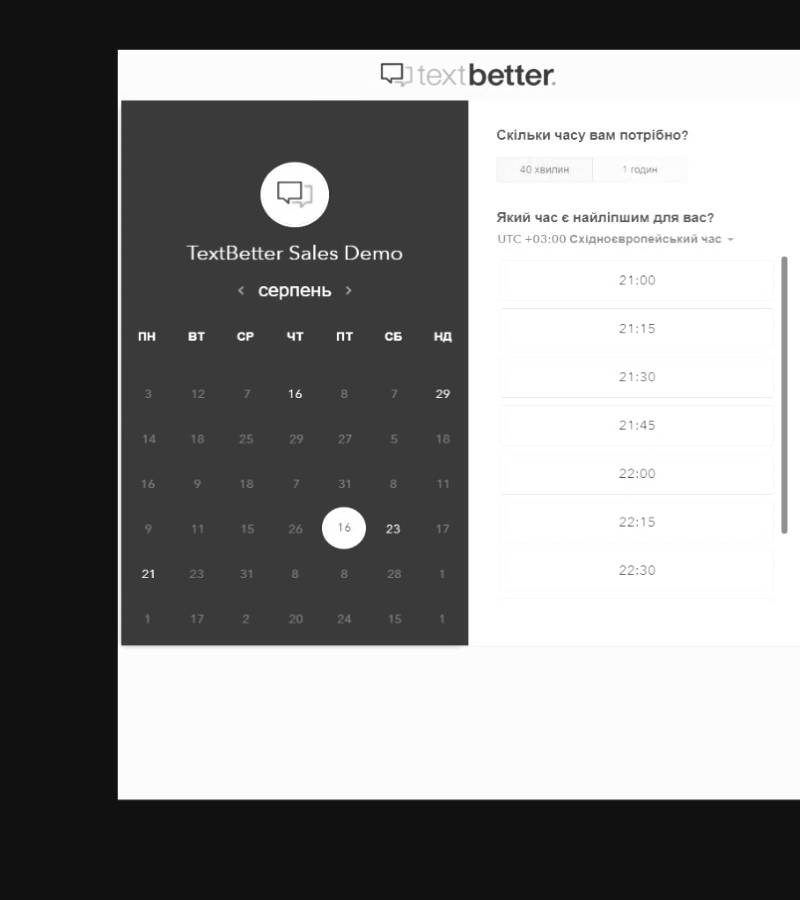 textbetter.
TextBetter Sales Demo
< серпень >
ПН ВТ СР ЧТ ПТ СБ НД
3 12 7 16 8 7 29
14 18 25 29 27 5 18
16 9 18 7 31 8 11
9 11 15 26 16 23 17
21 23 31 8 8 28 1
1 17 2 20 24 15 1
Скільки часу вам потрібно?
40 хвилин 1 годин
Який час є найліпшим для вас?
UTC +03:00 Східноєвропейський час
21:00
21:15
21:30
21:45
22:00
22:15
22:30